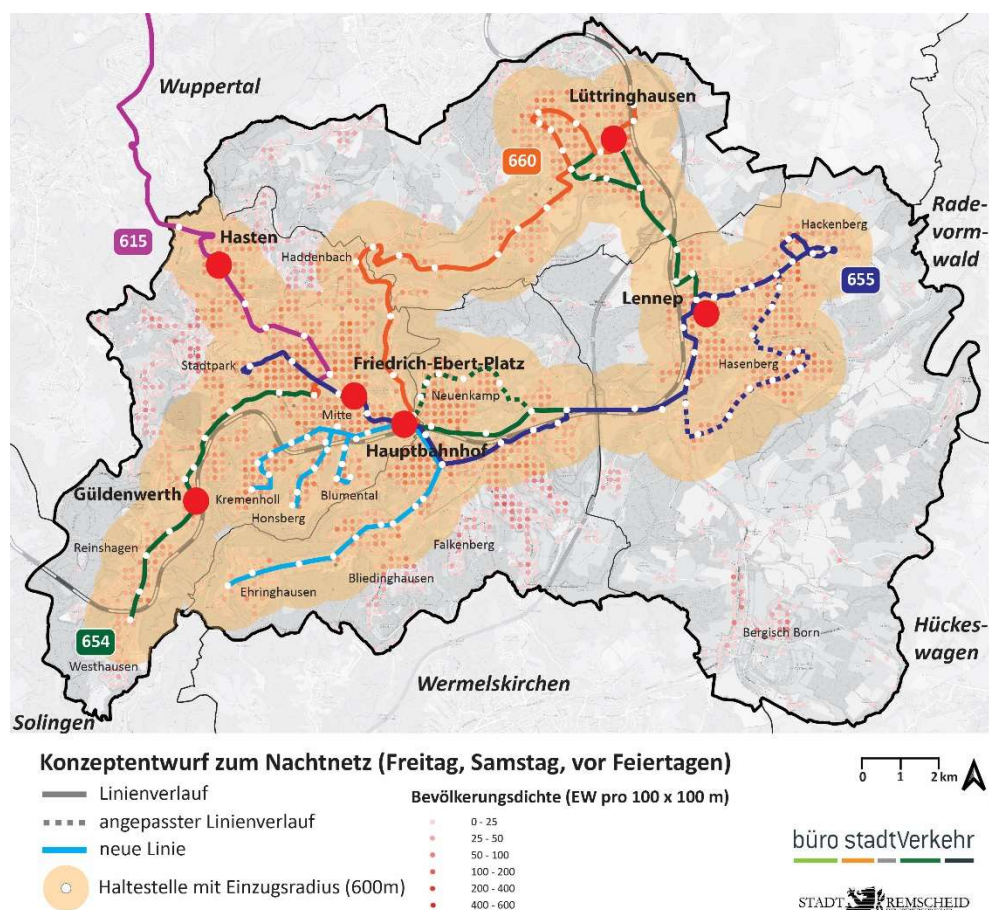 Wuppertal
Lüttringhausen
660
615
Hasten
Haddenbach
Hackenberg
Rade-
vorm-
wald
655
Lennep
Stadtpark
Friedrich-Ebert-Platz
Neuenkamp
Hasenberg
Mitte
Hauptbahnhof
Güldenwerth
Kremenholl
Blumental
Honsberg
Reinshagen
Falkenberg
Bliedinghausen
Ehringhausen
654
Westhausen
Bergisch Born
Hückes-
wagen
Wermelskirchen
Solingen
Konzeptentwurf zum Nachtnetz (Freitag, Samstag, vor Feiertagen)
Linienverlauf
angepasster Linienverlauf
neue Linie
Haltestelle mit Einzugsradius (600m)
Bevölkerungsdichte (EW pro 100 x 100 m)
0 - 25
25 - 50
50 - 100
100 - 200
200 - 400
400 - 600
0 1 2 km
büro stadtVerkehr
STADT REMSCHEID